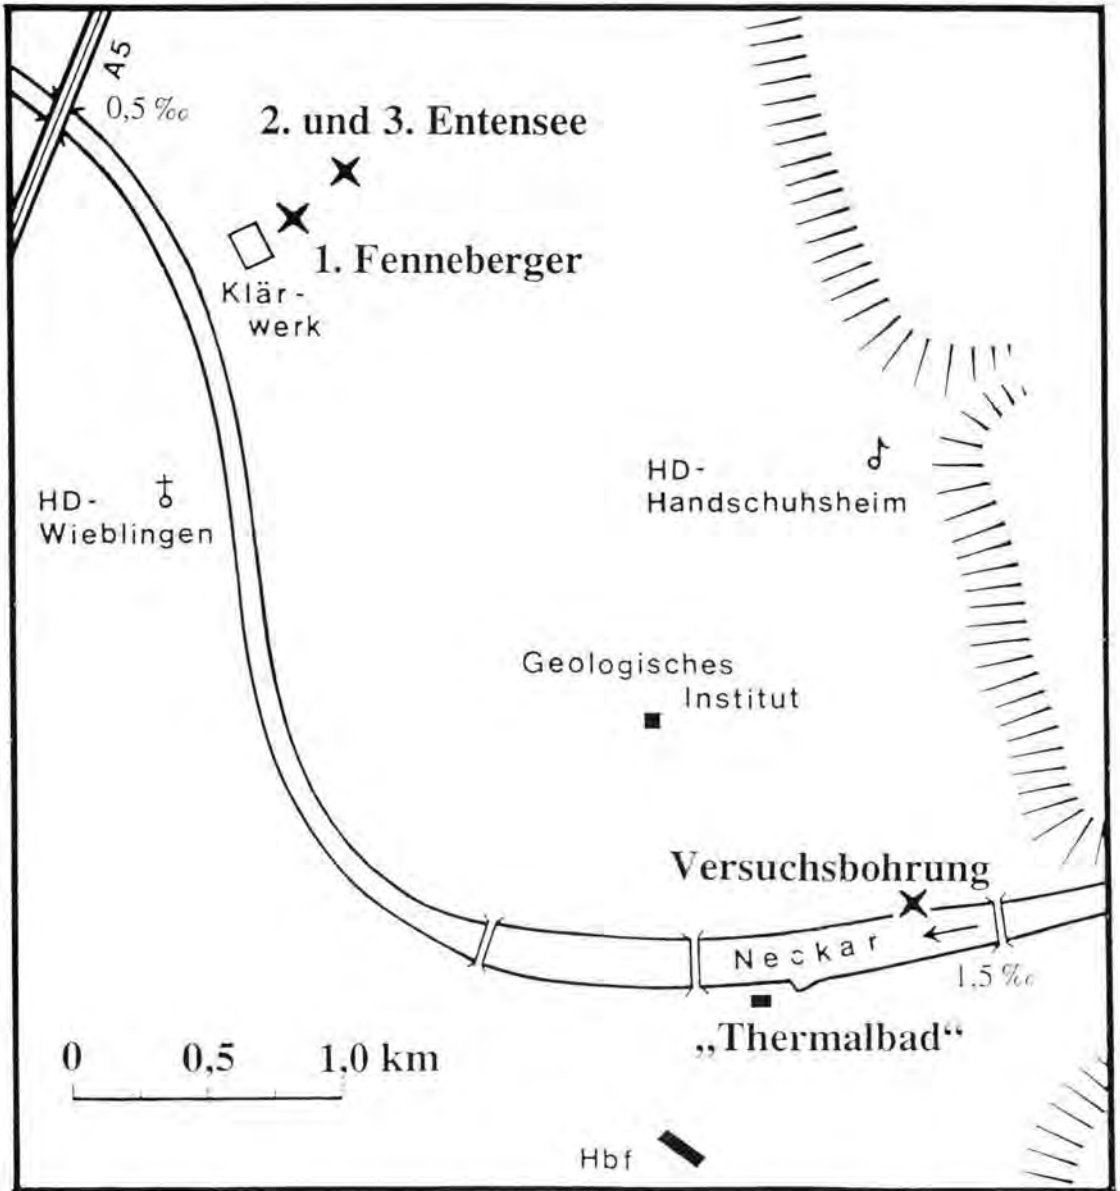 A5
0,5 ‰
2. und 3. Entensee
1. Fenneberger
Klär-
werk
HD-
Wieblingen
HD-
Handschuhsheim
Geologisches
Institut
Versuchsbohrung
Neckar
1,5 ‰
„Thermalbad“
0 0,5 1,0 km
Hbf